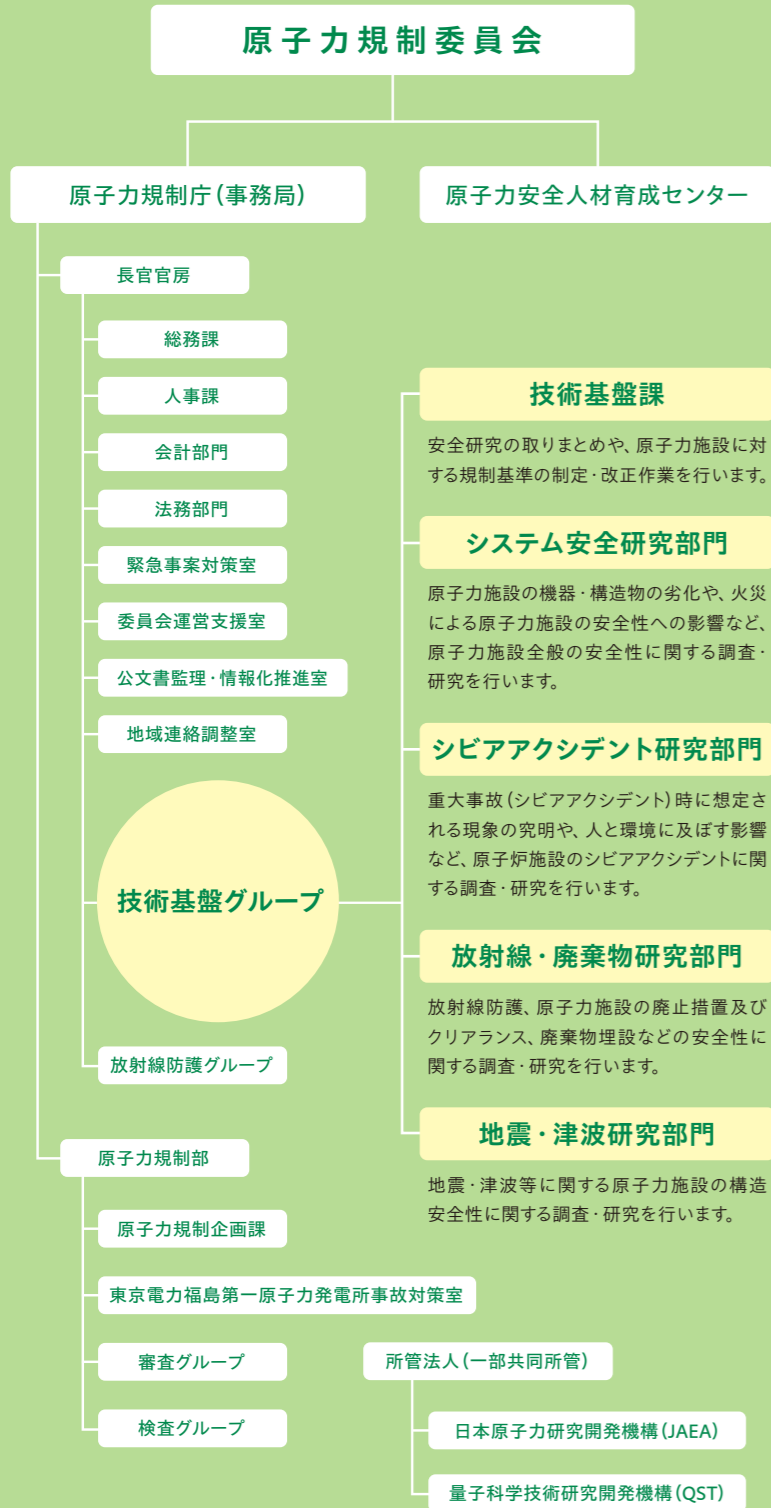 原子力規制委員会
原子力規制庁(事務局)
原子力安全人材育成センター
長官官房
総務課
人事課
会計部門
法務部門
緊急事案対策室
委員会運営支援室
公文書監理・情報化推進室
地域連絡調整室
技術基盤グループ
放射線防護グループ
技術基盤課
安全研究の取りまとめや、原子力施設に対
する規制基準の制定・改正作業を行います。
システム安全研究部門
原子力施設の機器・構造物の劣化や、火災
による原子力施設の安全性への影響など、
原子力施設全般の安全性に関する調査・
研究を行います。
シビアアクシデント研究部門
重大事故(シビアアクシデント)時に想定さ
れる現象の究明や、人と環境に及ぼす影響
など、原子炉施設のシビアアクシデントに関
する調査・研究を行います。
放射線・廃棄物研究部門
放射線防護、原子力施設の廃止措置及び
クリアランス、廃棄物埋設などの安全性に
関する調査・研究を行います。
地震・津波研究部門
地震・津波等に関する原子力施設の構造
安全性に関する調査・研究を行います。
原子力規制部
原子力規制企画課
東京電力福島第一原子力発電所事故対策室
審査グループ
検査グループ
所管法人(一部共同所管)
日本原子力研究開発機構(JAEA)
量子科学技術研究開発機構(QST)